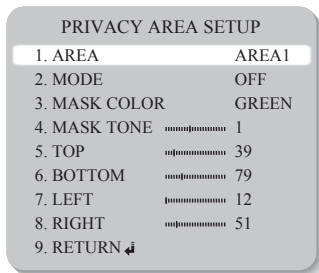 PRIVACY AREA SETUP
1. AREA AREA1
2. MODE OFF
3. MASK COLOR GREEN
4. MASK TONE 1
5. TOP 39
6. BOTTOM 79
7. LEFT 12
8. RIGHT 51
9. RETURN